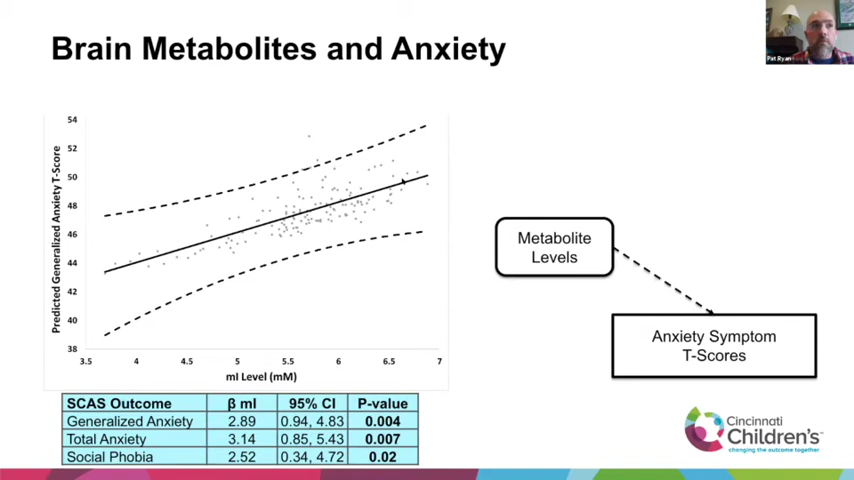 Brain Metabolites and Anxiety
Pat Ryan
54
52
50
48
46
44
42
40
38
Predicted Generalized Anxiety T-Score
3.5 4 4.5 5 5.5 6 6.5 7
mI Level (mM)
Metabolite
Levels
Anxiety Symptom
T-Scores
SCAS Outcome β mI 95% CI P-value
Generalized Anxiety 2.89 0.94, 4.83 0.004
Total Anxiety 3.14 0.85, 5.43 0.007
Social Phobia 2.52 0.34, 4.72 0.02
Cincinnati
Children's™
changing the outcome together